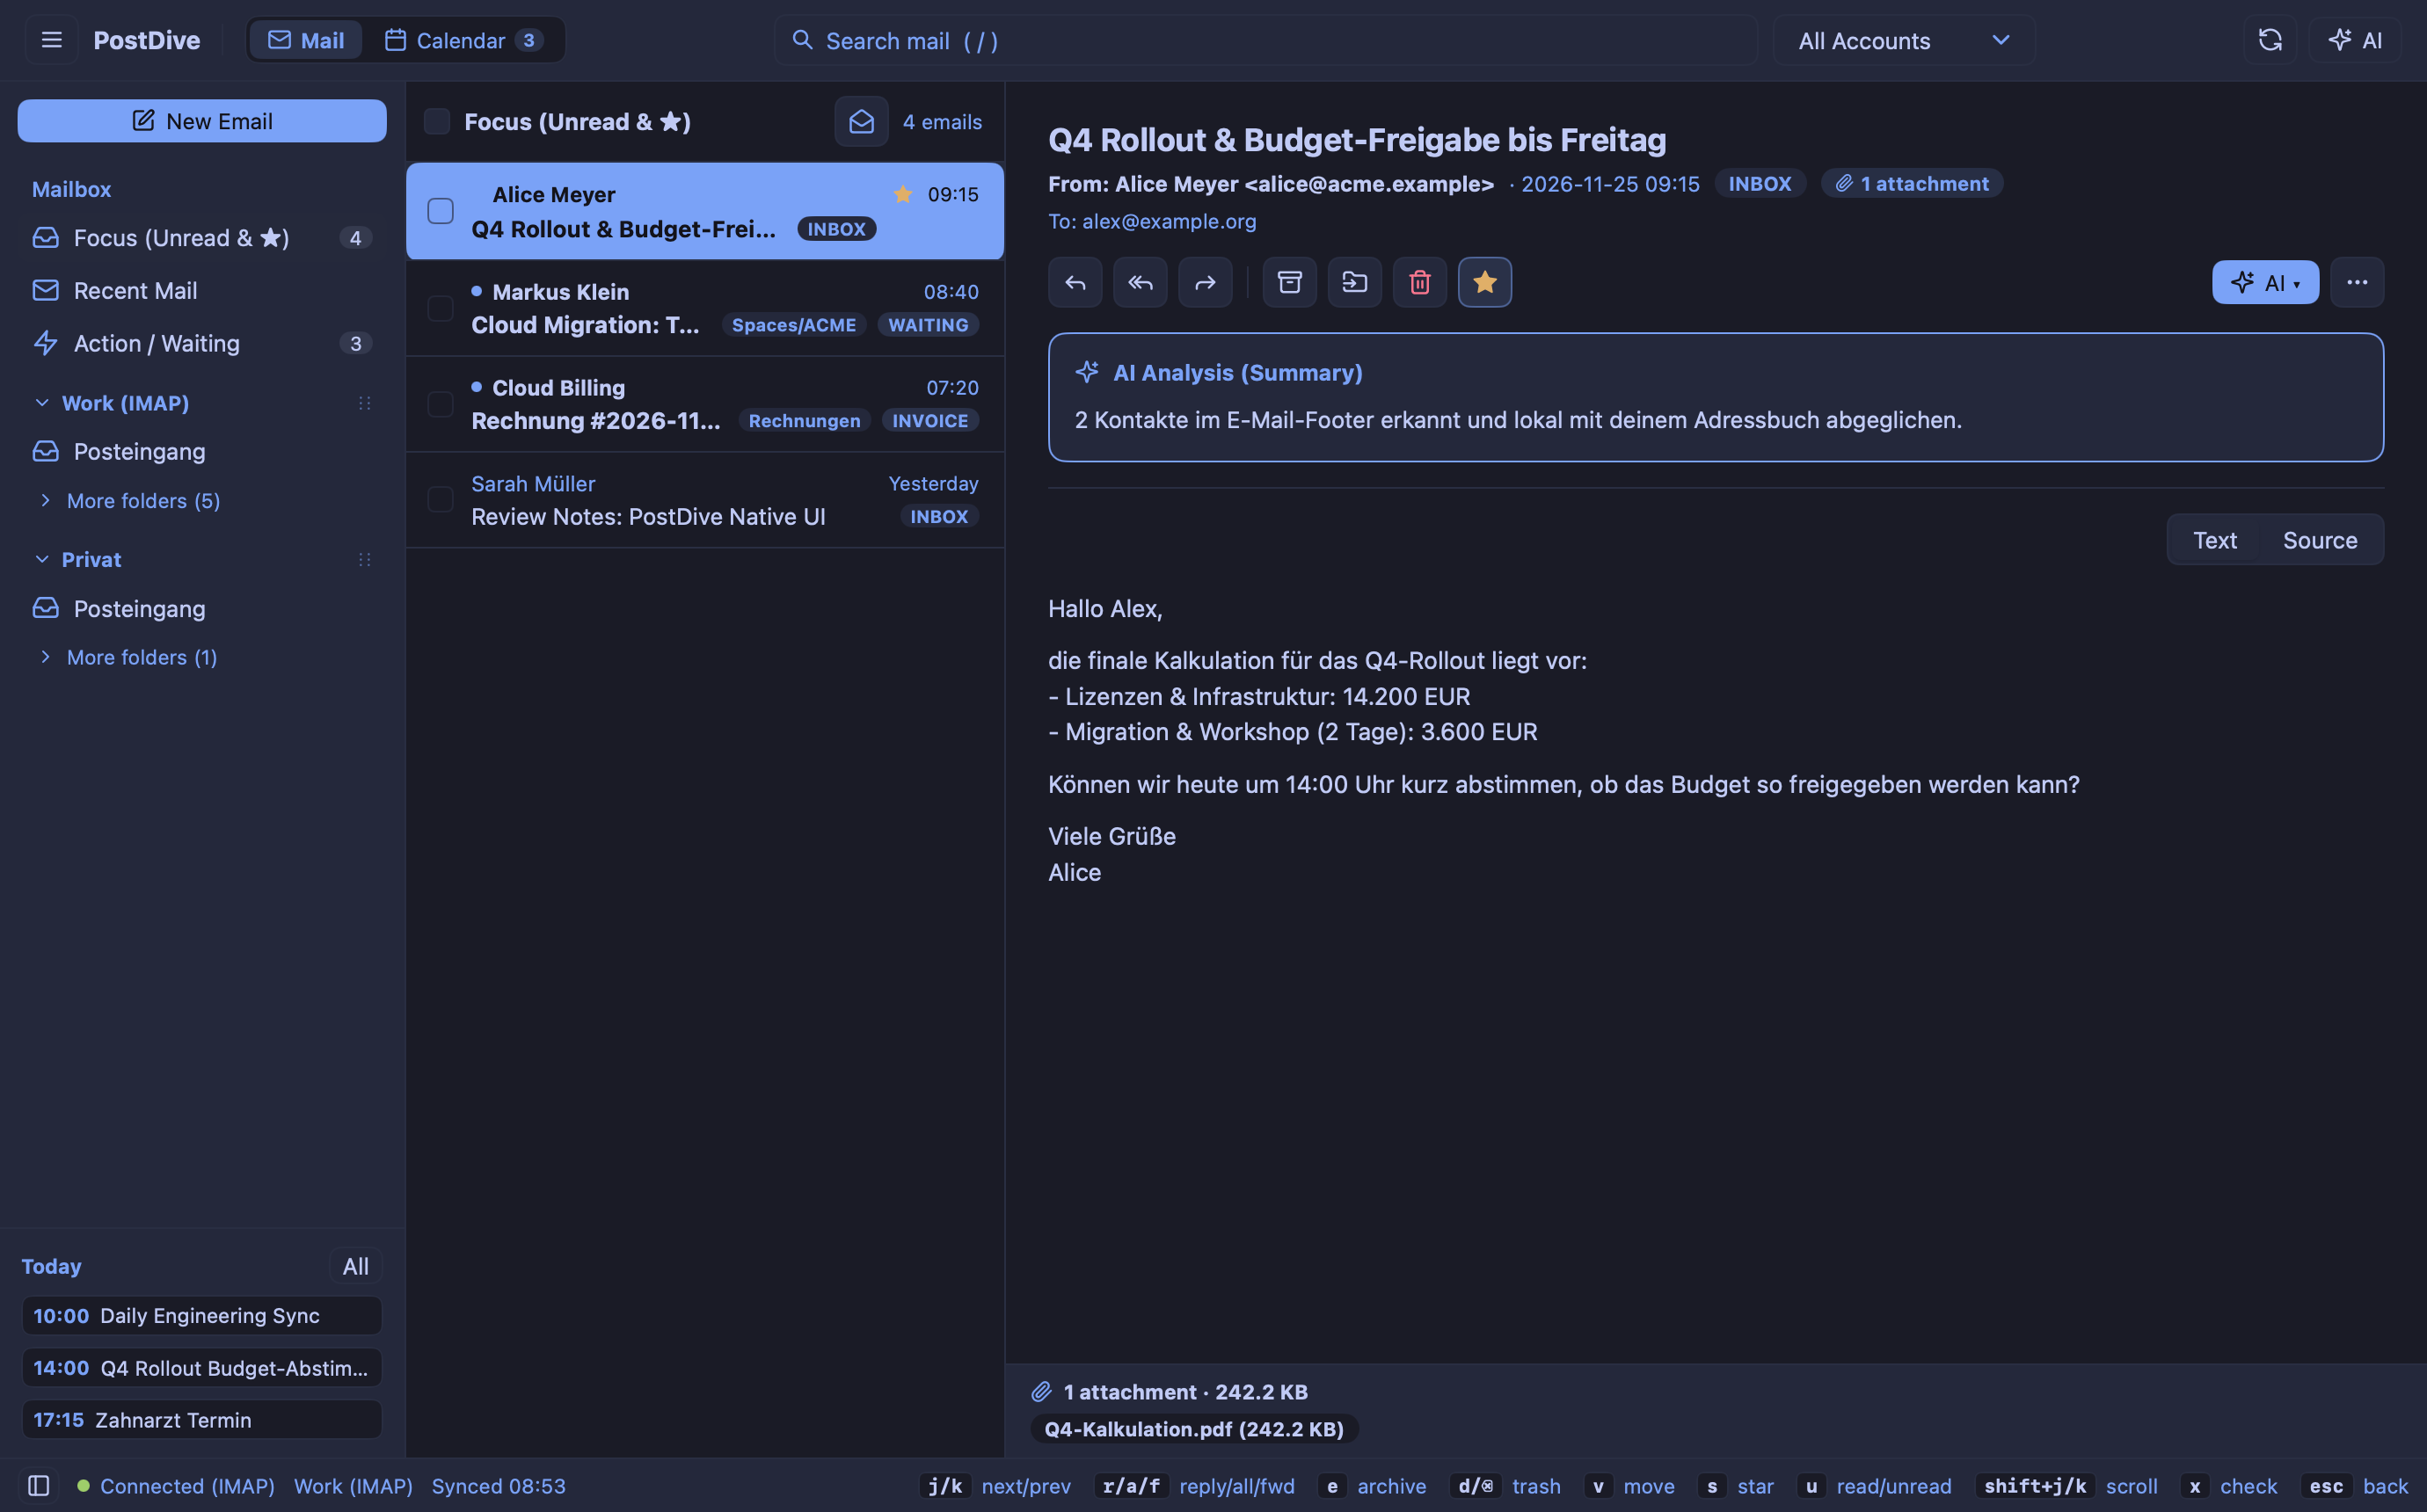 PostDive
Mail
Calendar 3
Search mail (/)
All Accounts
AI
New Email
Mailbox
Focus (Unread & ★) 4
Recent Mail
Action / Waiting 3
Work (IMAP)
Posteingang
More folders (5)
Privat
Posteingang
More folders (1)
Today All
10:00 Daily Engineering Sync
14:00 Q4 Rollout Budget-Abstim...
17:15 Zahnarzt Termin
Focus (Unread & ★) 4 emails
Alice Meyer ★ 09:15
Q4 Rollout & Budget-Frei... INBOX
Markus Klein 08:40
Cloud Migration: T... Spaces/ACME WAITING
Cloud Billing 07:20
Rechnung #2026-11... Rechnungen INVOICE
Sarah Müller Yesterday
Review Notes: PostDive Native UI INBOX
Q4 Rollout & Budget-Freigabe bis Freitag
From: Alice Meyer <alice@acme.example> · 2026-11-25 09:15 INBOX 1 attachment
To: alex@example.org
AI ▾ ···
AI Analysis (Summary)
2 Kontakte im E-Mail-Footer erkannt und lokal mit deinem Adressbuch abgeglichen.
Text Source
Hallo Alex,
die finale Kalkulation für das Q4-Rollout liegt vor:
- Lizenzen & Infrastruktur: 14.200 EUR
- Migration & Workshop (2 Tage): 3.600 EUR
Können wir heute um 14:00 Uhr kurz abstimmen, ob das Budget so freigegeben werden kann?
Viele Grüße
Alice
1 attachment · 242.2 KB
Q4-Kalkulation.pdf (242.2 KB)
Connected (IMAP) Work (IMAP) Synced 08:53
j/k next/prev r/a/f reply/all/fwd e archive d/⌫ trash v move s star u read/unread shift+j/k scroll x check esc back